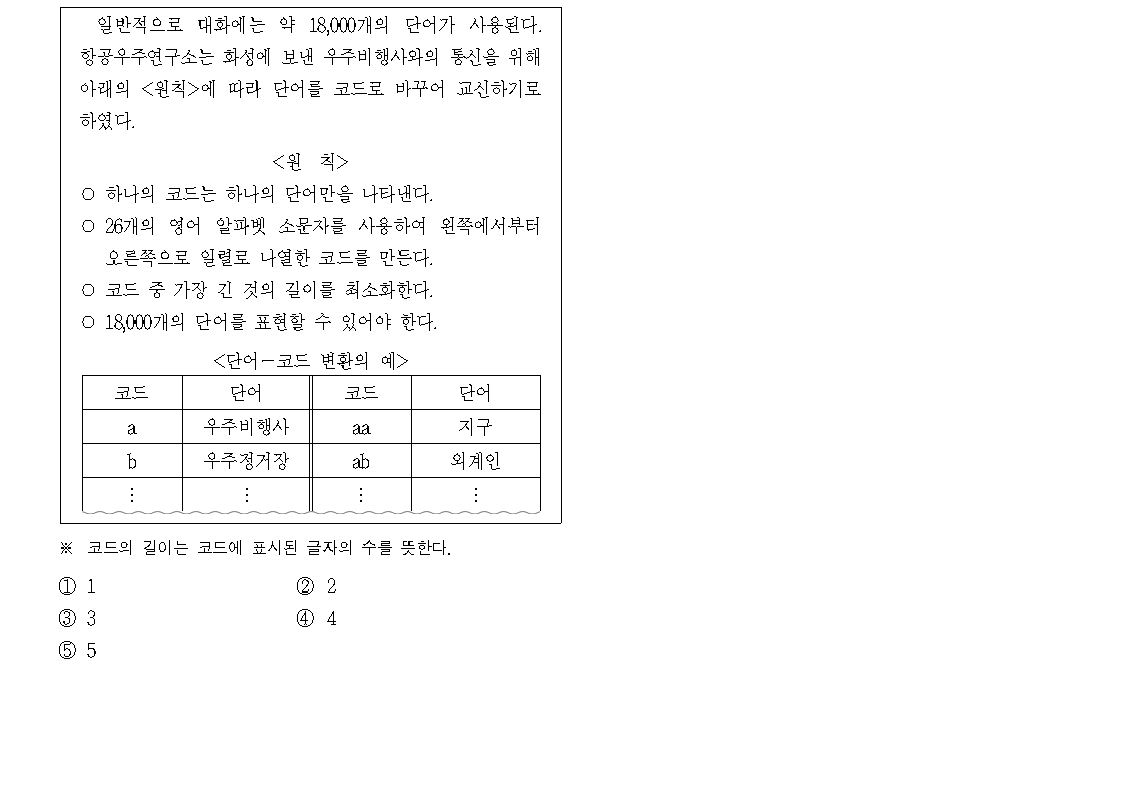 일반적으로 대화에는 약 18,000개의 단어가 사용된다.
항공우주연구소는 화성에 보낸 우주비행사와의 통신을 위해
아래의 <원칙>에 따라 단어를 코드로 바꾸어 교신하기로
하였다.
<원 칙>
○ 하나의 코드는 하나의 단어만을 나타낸다.
○ 26개의 영어 알파벳 소문자를 사용하여 왼쪽에서부터
오른쪽으로 일렬로 나열한 코드를 만든다.
○ 코드 중 가장 긴 것의 길이를 최소화한다.
○ 18,000개의 단어를 표현할 수 있어야 한다.
<단어-코드 변환의 예>
코드 단어 코드 단어
a 우주비행사 aa 지구
b 우주정거장 ab 외계인
⋮ ⋮ ⋮ ⋮
※ 코드의 길이는 코드에 표시된 글자의 수를 뜻한다.
① 1 ② 2
③ 3 ④ 4
⑤ 5